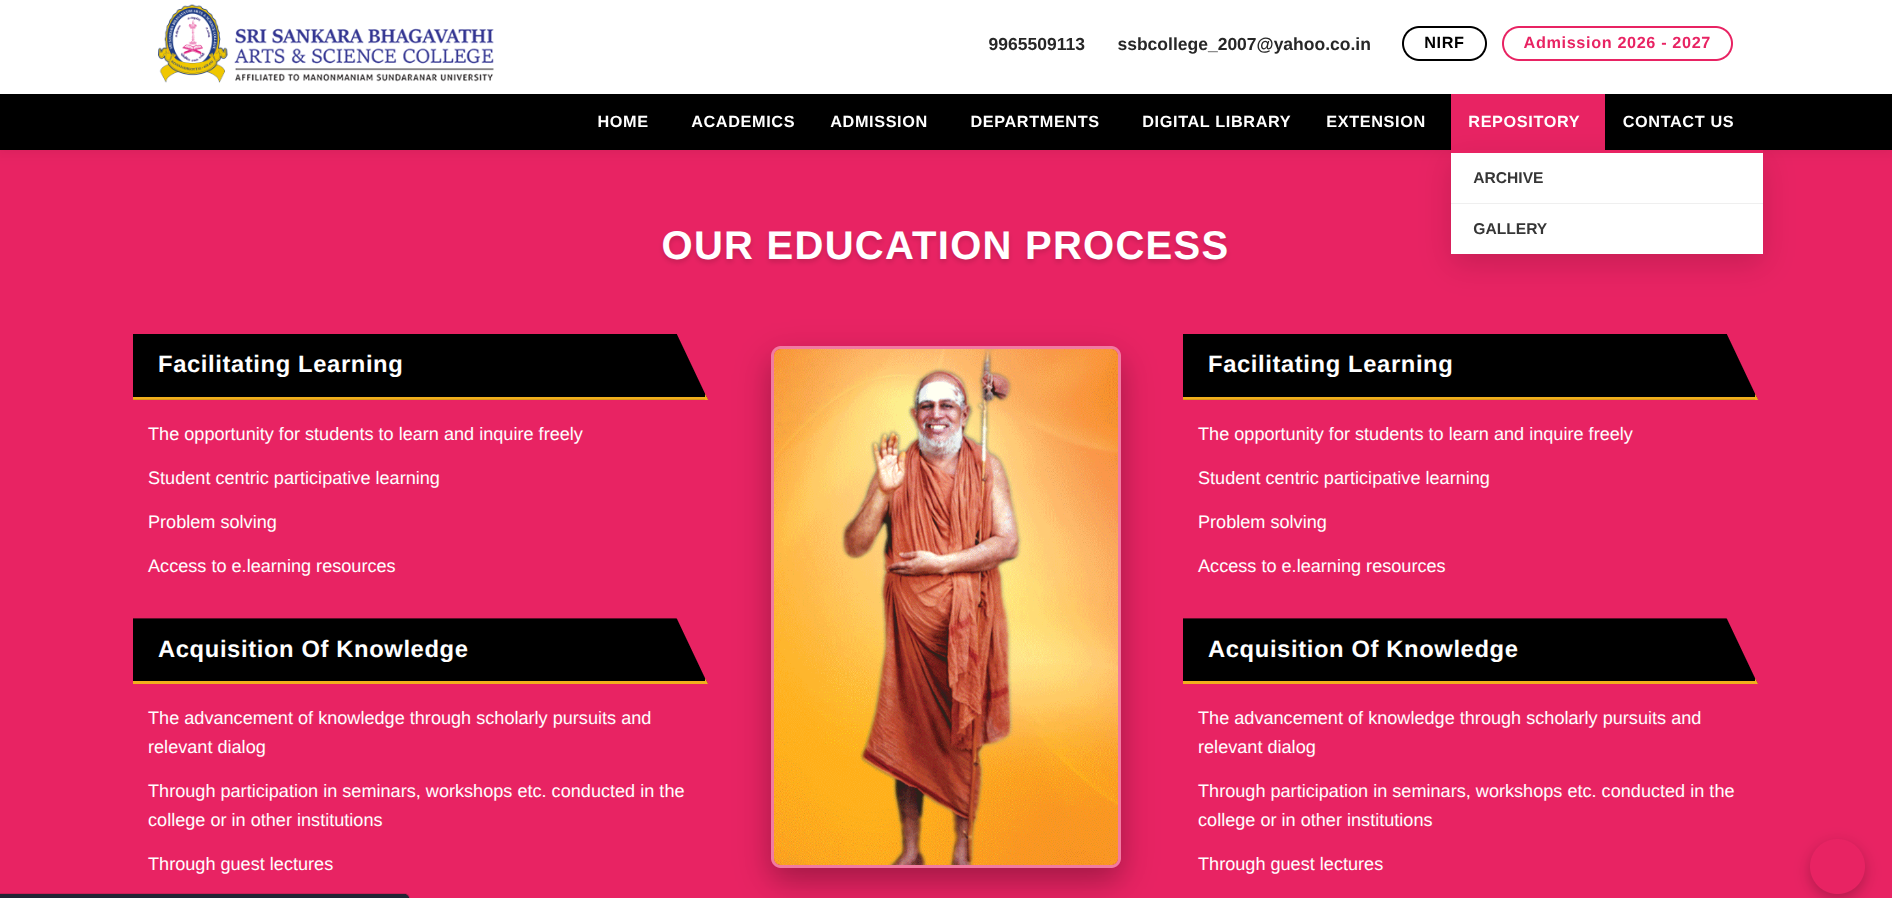 SRI SANKARA BHAGAVATHI
ARTS & SCIENCE COLLEGE
AFFILIATED TO MANONMANIAM SUNDARANAR UNIVERSITY
9965509113 ssbcollege_2007@yahoo.co.in NIRF Admission 2026 - 2027
HOME ACADEMICS ADMISSION DEPARTMENTS DIGITAL LIBRARY EXTENSION REPOSITORY CONTACT US
ARCHIVE
GALLERY
OUR EDUCATION PROCESS
Facilitating Learning
The opportunity for students to learn and inquire freely
Student centric participative learning
Problem solving
Access to e.learning resources
Acquisition Of Knowledge
The advancement of knowledge through scholarly pursuits and
relevant dialog
Through participation in seminars, workshops etc. conducted in the
college or in other institutions
Through guest lectures
Facilitating Learning
The opportunity for students to learn and inquire freely
Student centric participative learning
Problem solving
Access to e.learning resources
Acquisition Of Knowledge
The advancement of knowledge through scholarly pursuits and
relevant dialog
Through participation in seminars, workshops etc. conducted in the
college or in other institutions
Through guest lectures